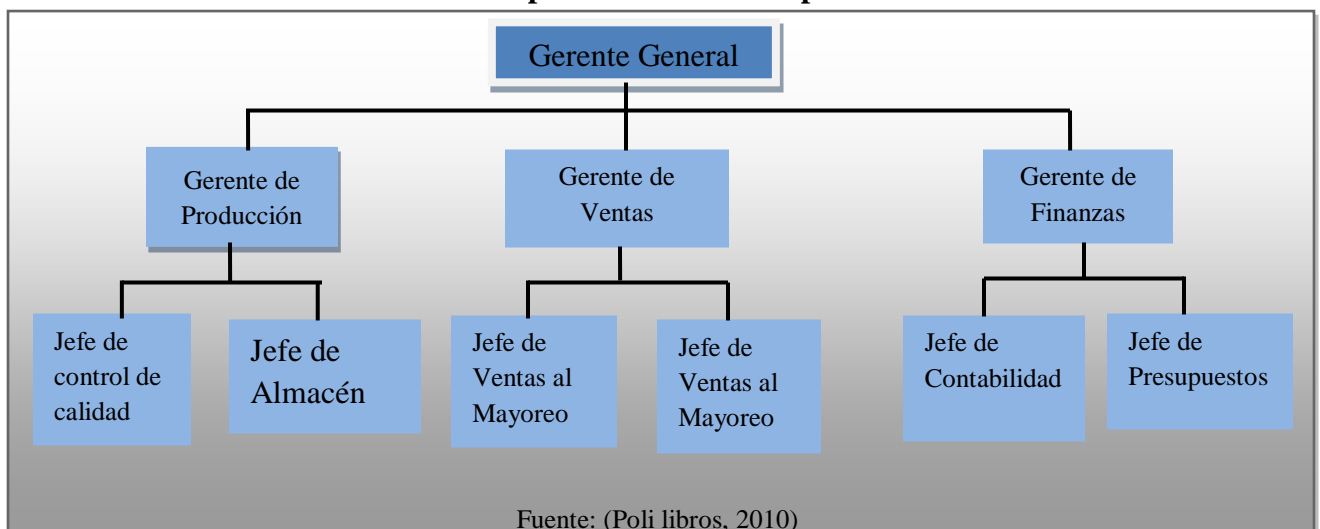 Gerente General
Gerente de
Producción
Gerente de
Ventas
Gerente de
Finanzas
Jefe de
control de
calidad
Jefe de
Almacén
Jefe de
Ventas al
Mayoreo
Jefe de
Ventas al
Mayoreo
Jefe de
Contabilidad
Jefe de
Presupuestos
Fuente: (Poli libros, 2010)